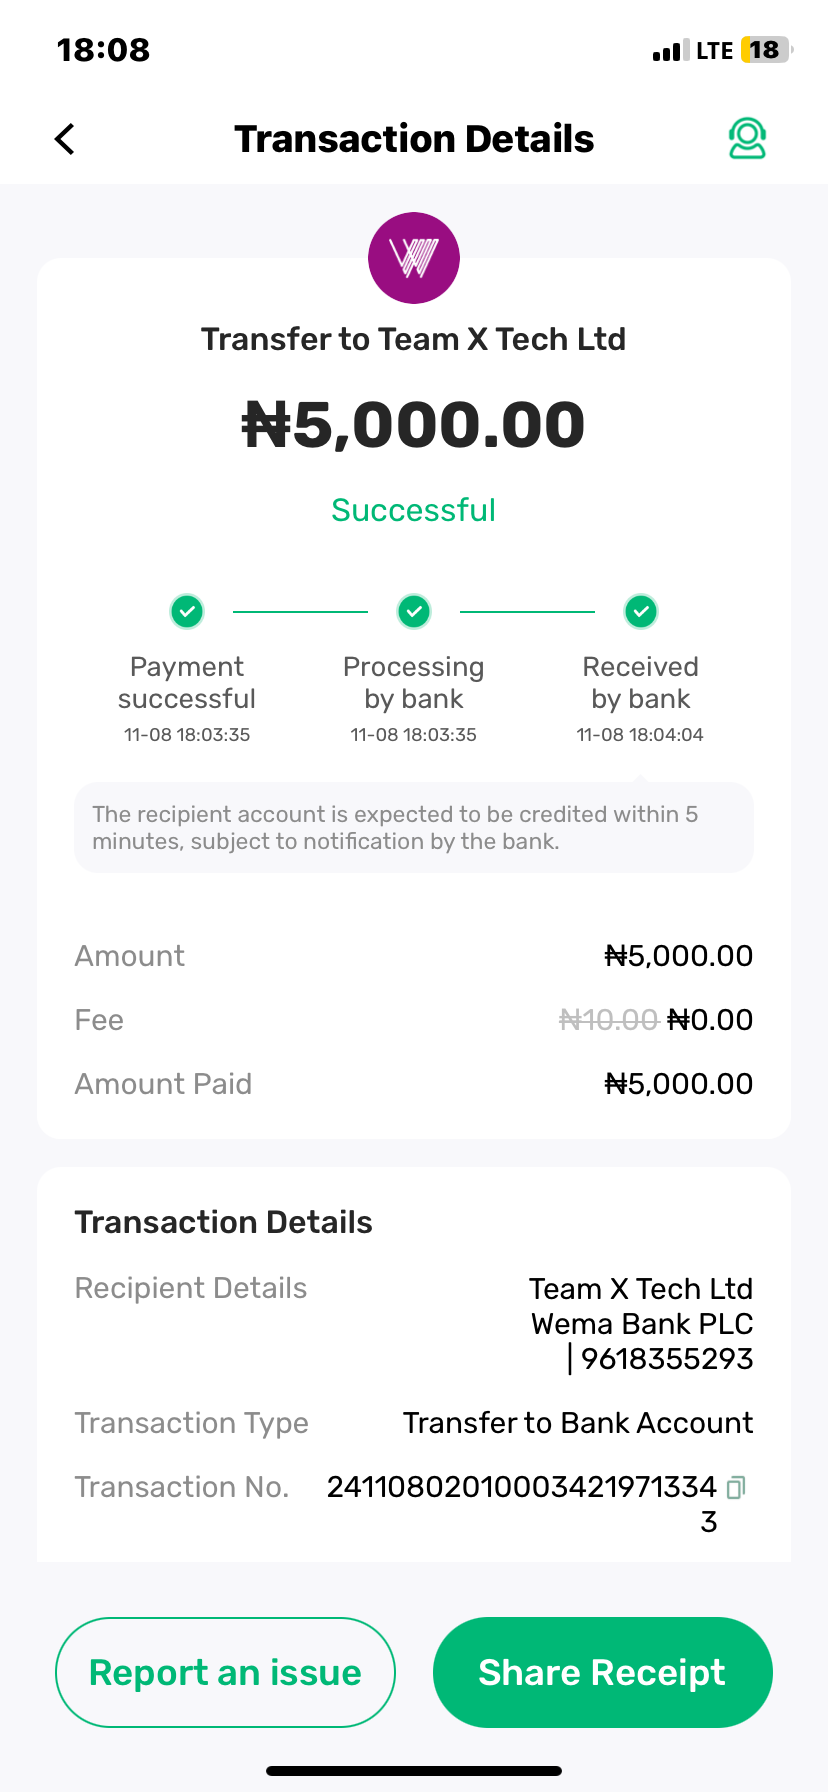 18:08
LTE 18
Transaction Details
Transfer to Team X Tech Ltd
₦5,000.00
Successful
Payment
successful
11-08 18:03:35
Processing
by bank
11-08 18:03:35
Received
by bank
11-08 18:04:04
The recipient account is expected to be credited within 5
minutes, subject to notification by the bank.
Amount ₦5,000.00
Fee ₦10.00 ₦0.00
Amount Paid ₦5,000.00
Transaction Details
Recipient Details Team X Tech Ltd
Wema Bank PLC
| 9618355293
Transaction Type Transfer to Bank Account
Transaction No. 24110802010003421971334
3
Report an issue
Share Receipt